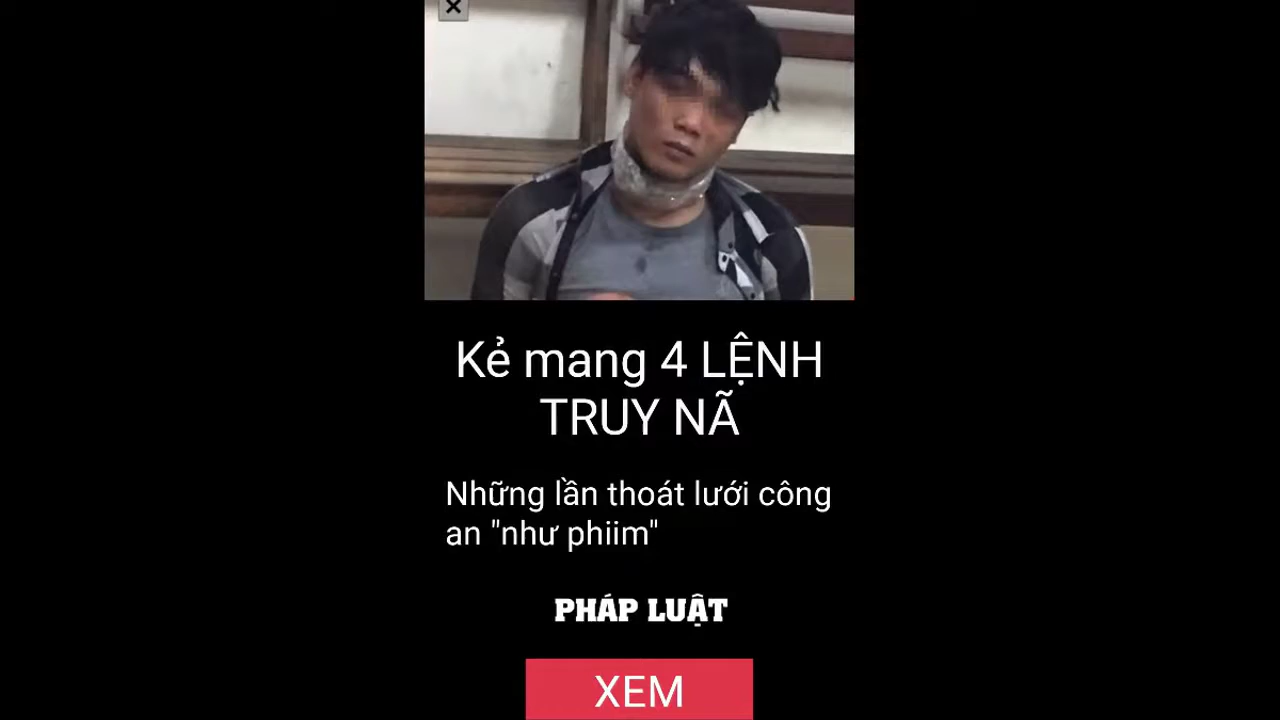 Kẻ mang 4 LỆNH
TRUY NÃ
Những lần thoát lưới công
an "như phiim"
PHÁP LUẬT
XEM